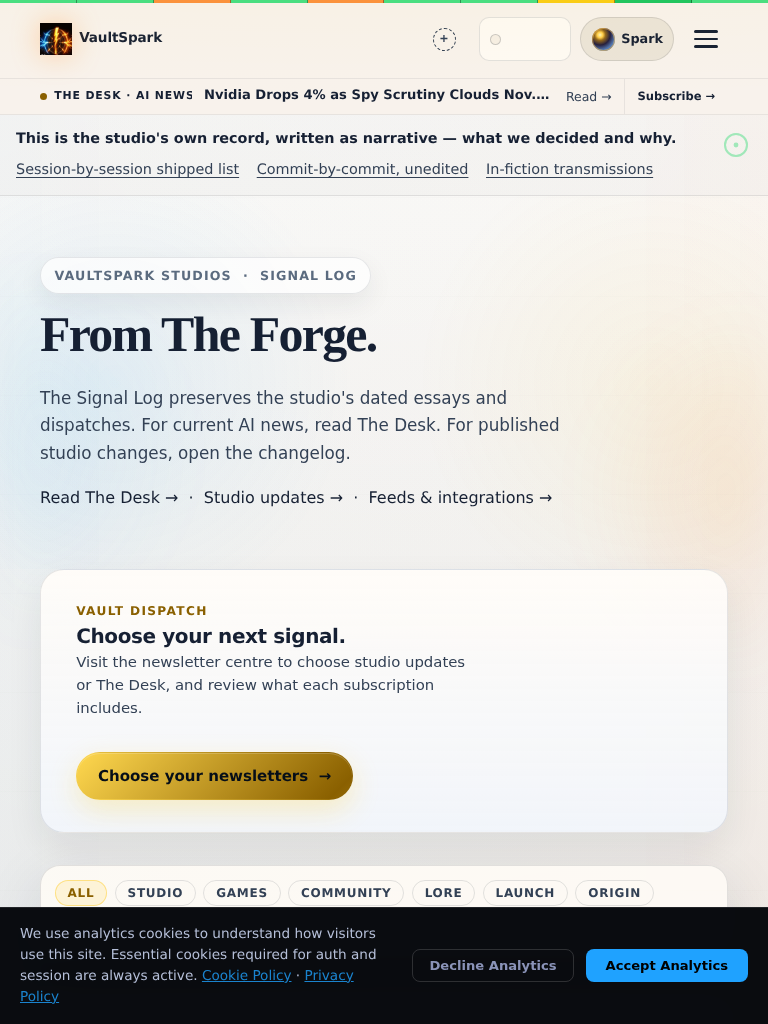 VaultSpark
+
Spark
THE DESK · AI NEWS Nvidia Drops 4% as Spy Scrutiny Clouds Nov.... Read → Subscribe →
This is the studio's own record, written as narrative — what we decided and why.
Session-by-session shipped list Commit-by-commit, unedited In-fiction transmissions
VAULTSPARK STUDIOS · SIGNAL LOG
From The Forge.
The Signal Log preserves the studio's dated essays and
dispatches. For current AI news, read The Desk. For published
studio changes, open the changelog.
Read The Desk → · Studio updates → · Feeds & integrations →
VAULT DISPATCH
Choose your next signal.
Visit the newsletter centre to choose studio updates
or The Desk, and review what each subscription
includes.
Choose your newsletters →
ALL STUDIO GAMES COMMUNITY LORE LAUNCH ORIGIN
We use analytics cookies to understand how visitors
use this site. Essential cookies required for auth and
session are always active. Cookie Policy · Privacy
Policy
Decline Analytics
Accept Analytics